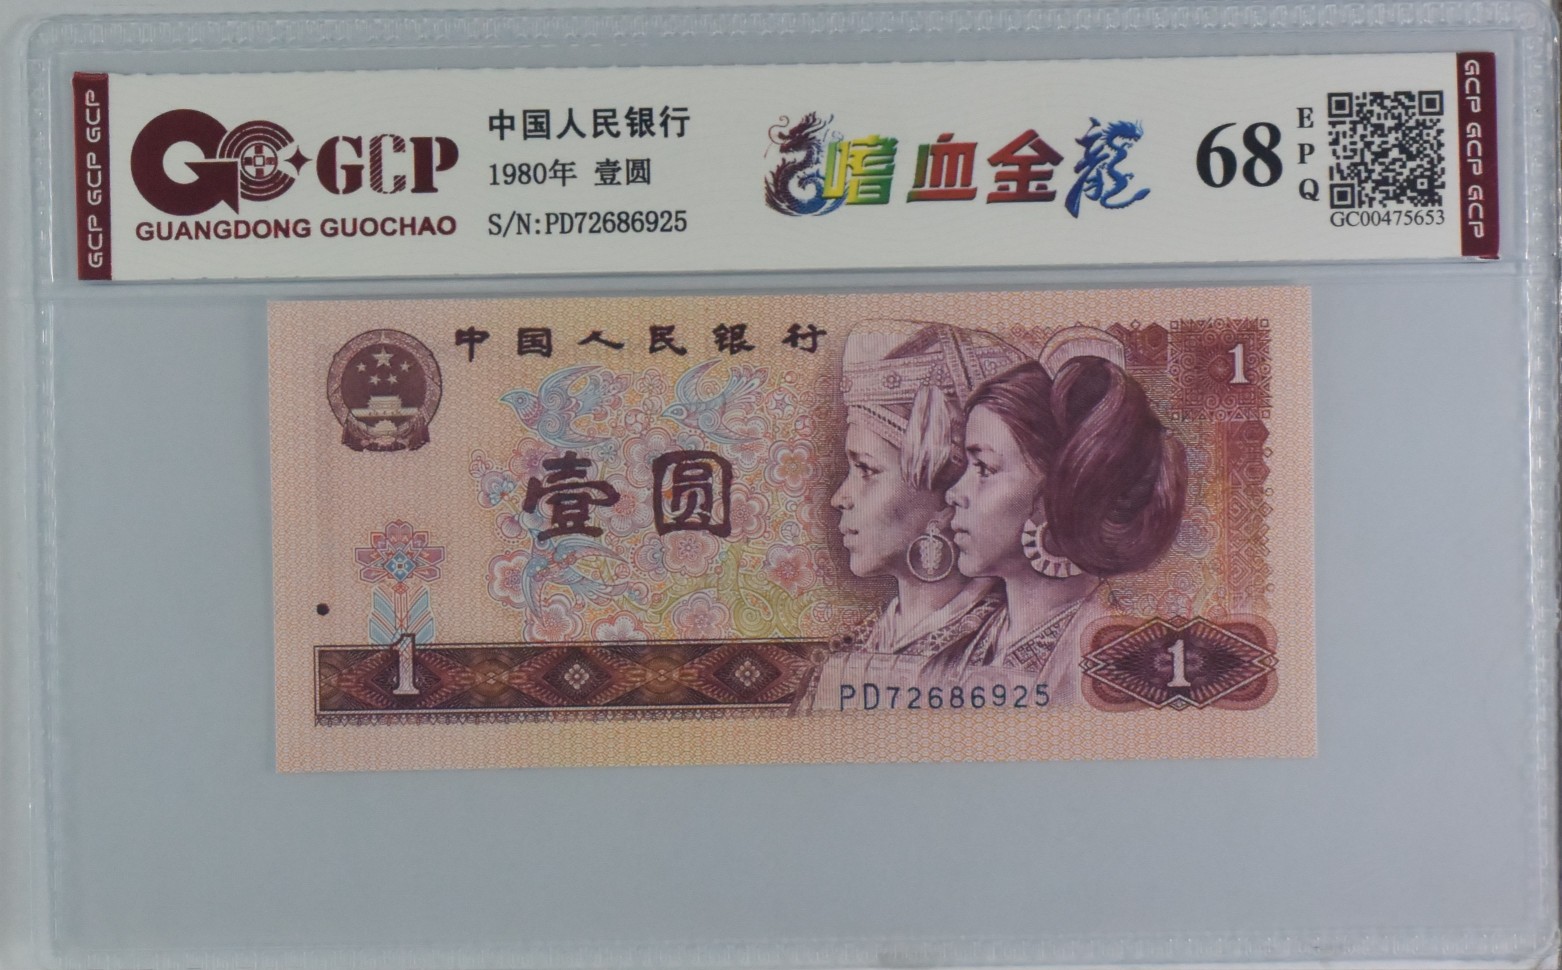 GCP GCP GCP
GCP
GUANGDONG GUOCHAO
中国人民银行
1980年 壹圆
S/N:PD72686925
嗜血金龍
68
EPQ
GC00475653
GCP GCP GCP
中国人民银行
1
壹圆
1
PD72686925
1